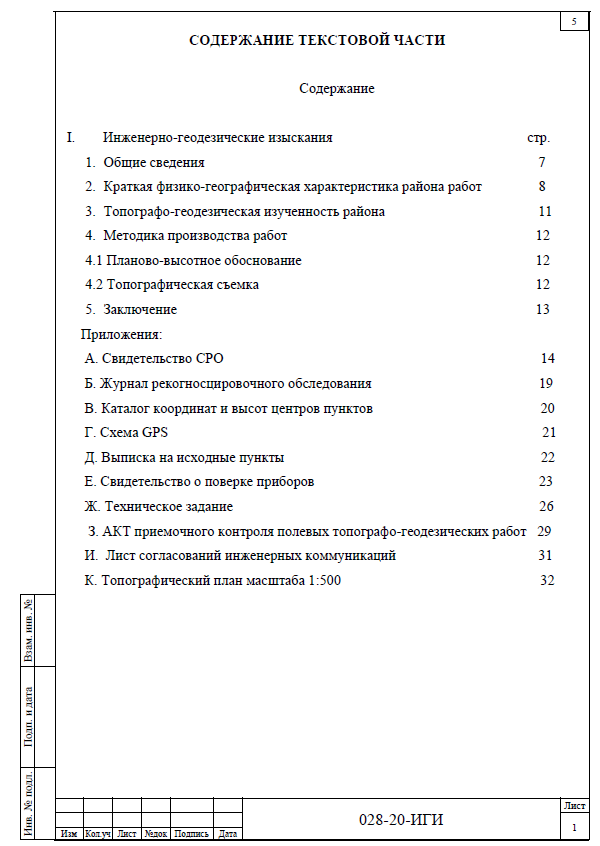 5
СОДЕРЖАНИЕ ТЕКСТОВОЙ ЧАСТИ
Содержание
I. Инженерно-геодезические изыскания стр.
1. Общие сведения 7
2. Краткая физико-географическая характеристика района работ 8
3. Топографо-геодезическая изученность района 11
4. Методика производства работ 12
4.1 Планово-высотное обоснование 12
4.2 Топографическая съемка 12
5. Заключение 13
Приложения:
А. Свидетельство СРО 14
Б. Журнал рекогносцировочного обследования 19
В. Каталог координат и высот центров пунктов 20
Г. Схема GPS 21
Д. Выписка на исходные пункты 22
Е. Свидетельство о поверке приборов 23
Ж. Техническое задание 26
З. АКТ приемочного контроля полевых топографо-геодезических работ 29
И. Лист согласований инженерных коммуникаций 31
К. Топографический план масштаба 1:500 32
Взам. инв. №
Подп. и дата
Инв. № подл.
Изм Кол.уч Лист №док Подпись Дата
028-20-ИГИ
Лист
1